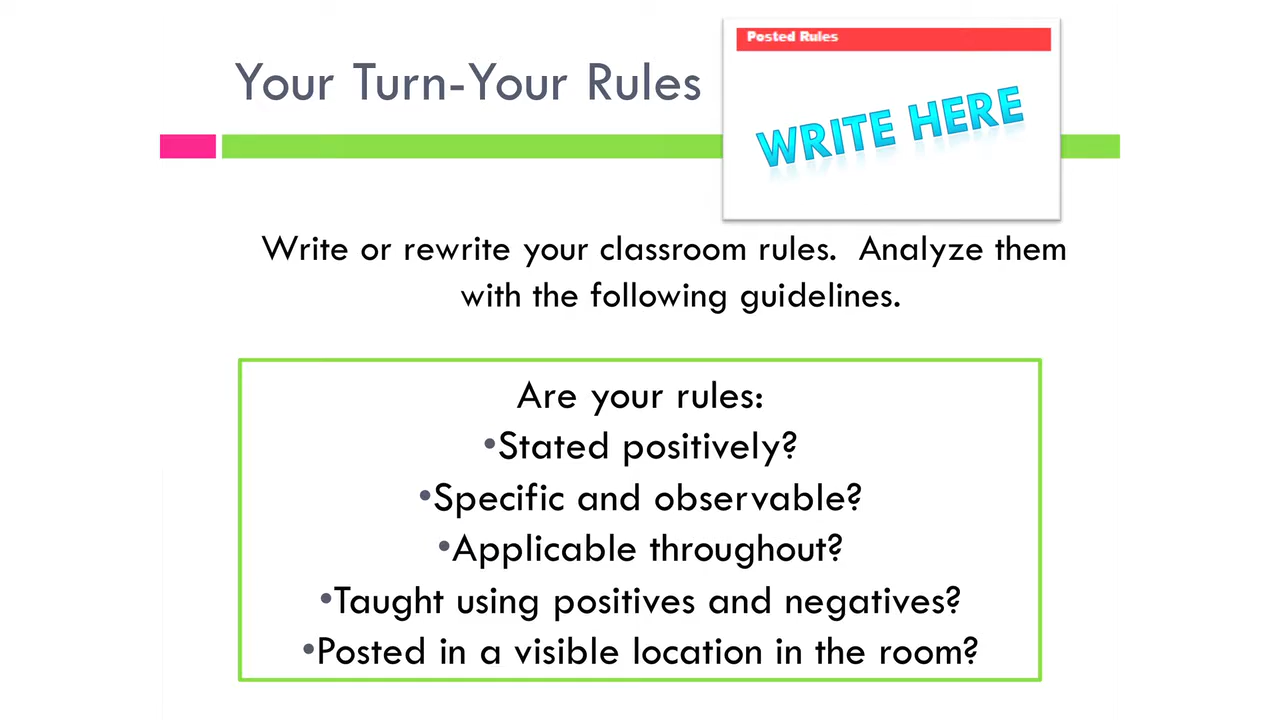 Your Turn-Your Rules
Posted Rules
WRITE HERE
Write or rewrite your classroom rules.  Analyze them
with the following guidelines.
Are your rules:
•Stated positively?
•Specific and observable?
•Applicable throughout?
•Taught using positives and negatives?
•Posted in a visible location in the room?